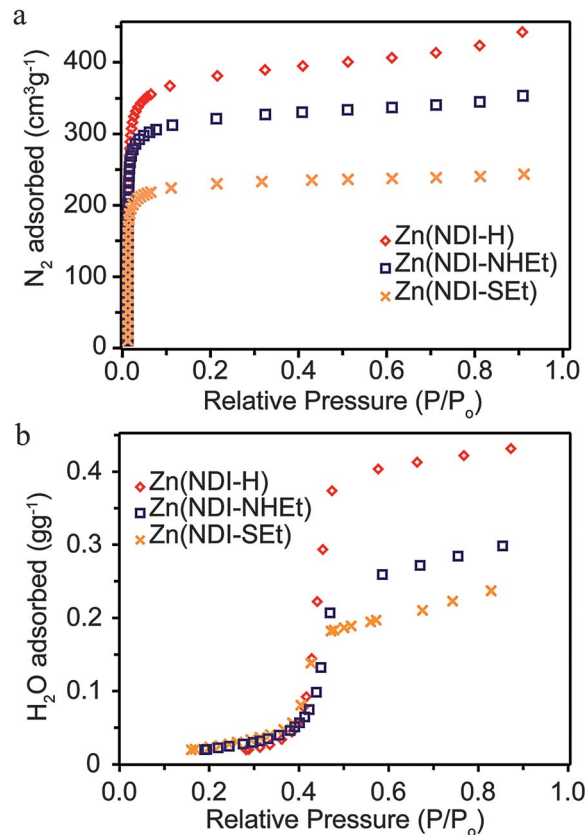 a
N₂ adsorbed (cm³g⁻¹)
400
300
200
100
0
Zn(NDI-H)
Zn(NDI-NHEt)
Zn(NDI-SEt)
0.0 0.2 0.4 0.6 0.8 1.0
Relative Pressure (P/Pₒ)
b
H₂O adsorbed (gg⁻¹)
0.4
0.3
0.2
0.1
0
Zn(NDI-H)
Zn(NDI-NHEt)
Zn(NDI-SEt)
0.0 0.2 0.4 0.6 0.8 1.0
Relative Pressure (P/Pₒ)